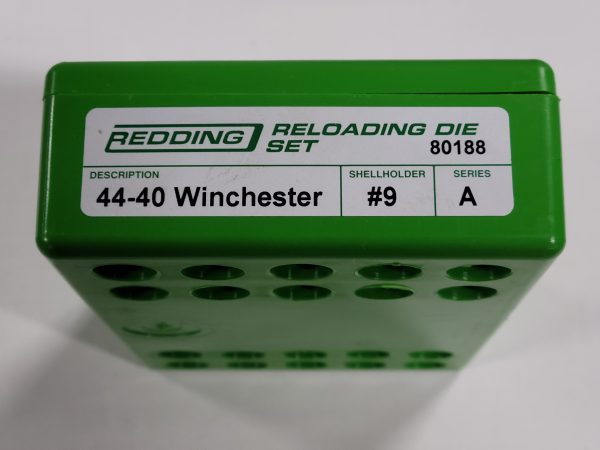 REDDING RELOADING DIE
SET 80188
DESCRIPTION SHELLHOLDER SERIES
44-40 Winchester #9 A